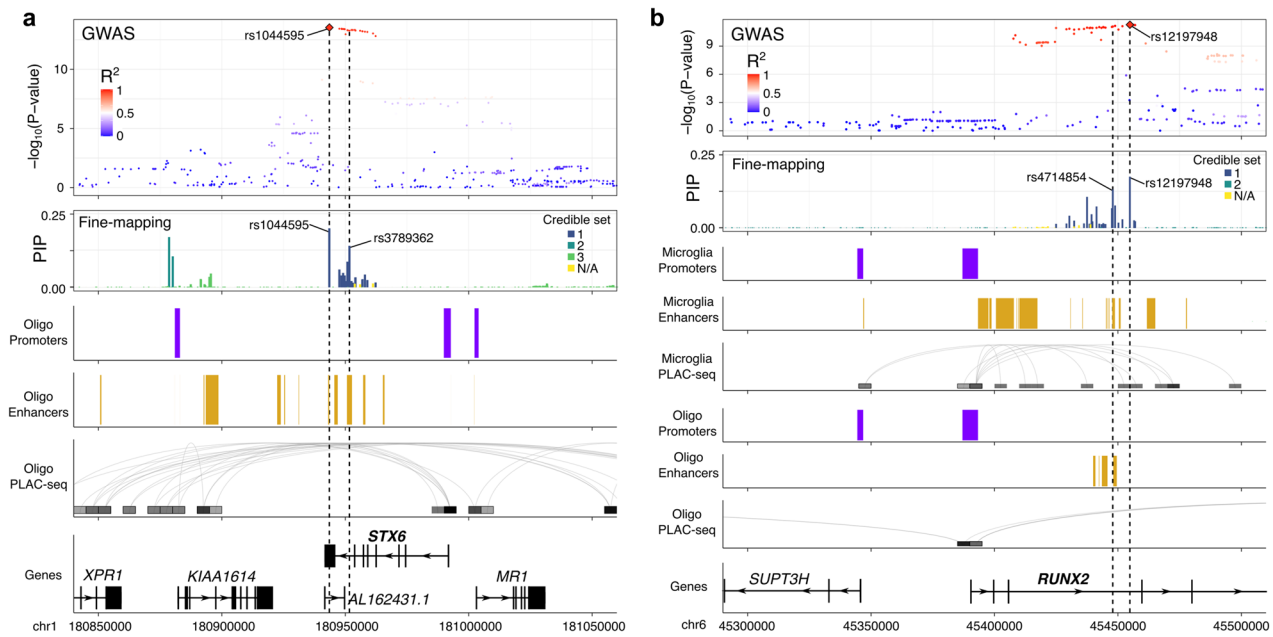 a
GWAS
rs1044595
R²
1
0.5
0
10
5
0
−log₁₀(P−value)
Fine−mapping
rs1044595
rs3789362
Credible set
1
2
3
N/A
0.25
0.00
PIP
Oligo
Promoters
Oligo
Enhancers
Oligo
PLAC-seq
Genes
STX6
XPR1
KIAA1614
AL162431.1
MR1
chr1
180850000
180900000
180950000
181000000
181050000
b
GWAS
rs12197948
R²
1
0.5
0
9
6
3
0
−log₁₀(P−value)
Fine−mapping
rs4714854
rs12197948
Credible set
1
2
N/A
0.25
0.00
PIP
Microglia
Promoters
Microglia
Enhancers
Microglia
PLAC-seq
Oligo
Promoters
Oligo
Enhancers
Oligo
PLAC-seq
Genes
SUPT3H
RUNX2
chr6
45300000
45350000
45400000
45450000
45500000